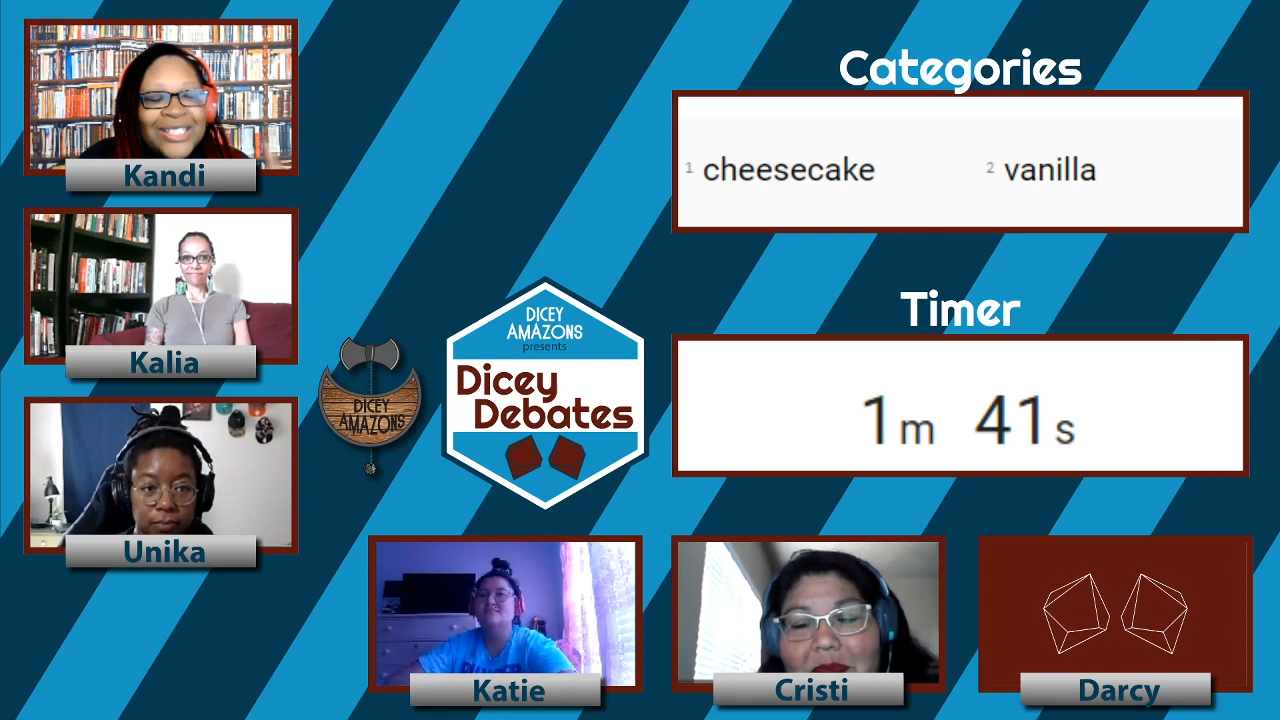 Categories
1 cheesecake 2 vanilla
Kandi
Timer
1m 41s
Kalia
DICEY
AMAZONS
presents
Dicey
Debates
DICEY
AMAZONS
Unika
Katie
Cristi
Darcy